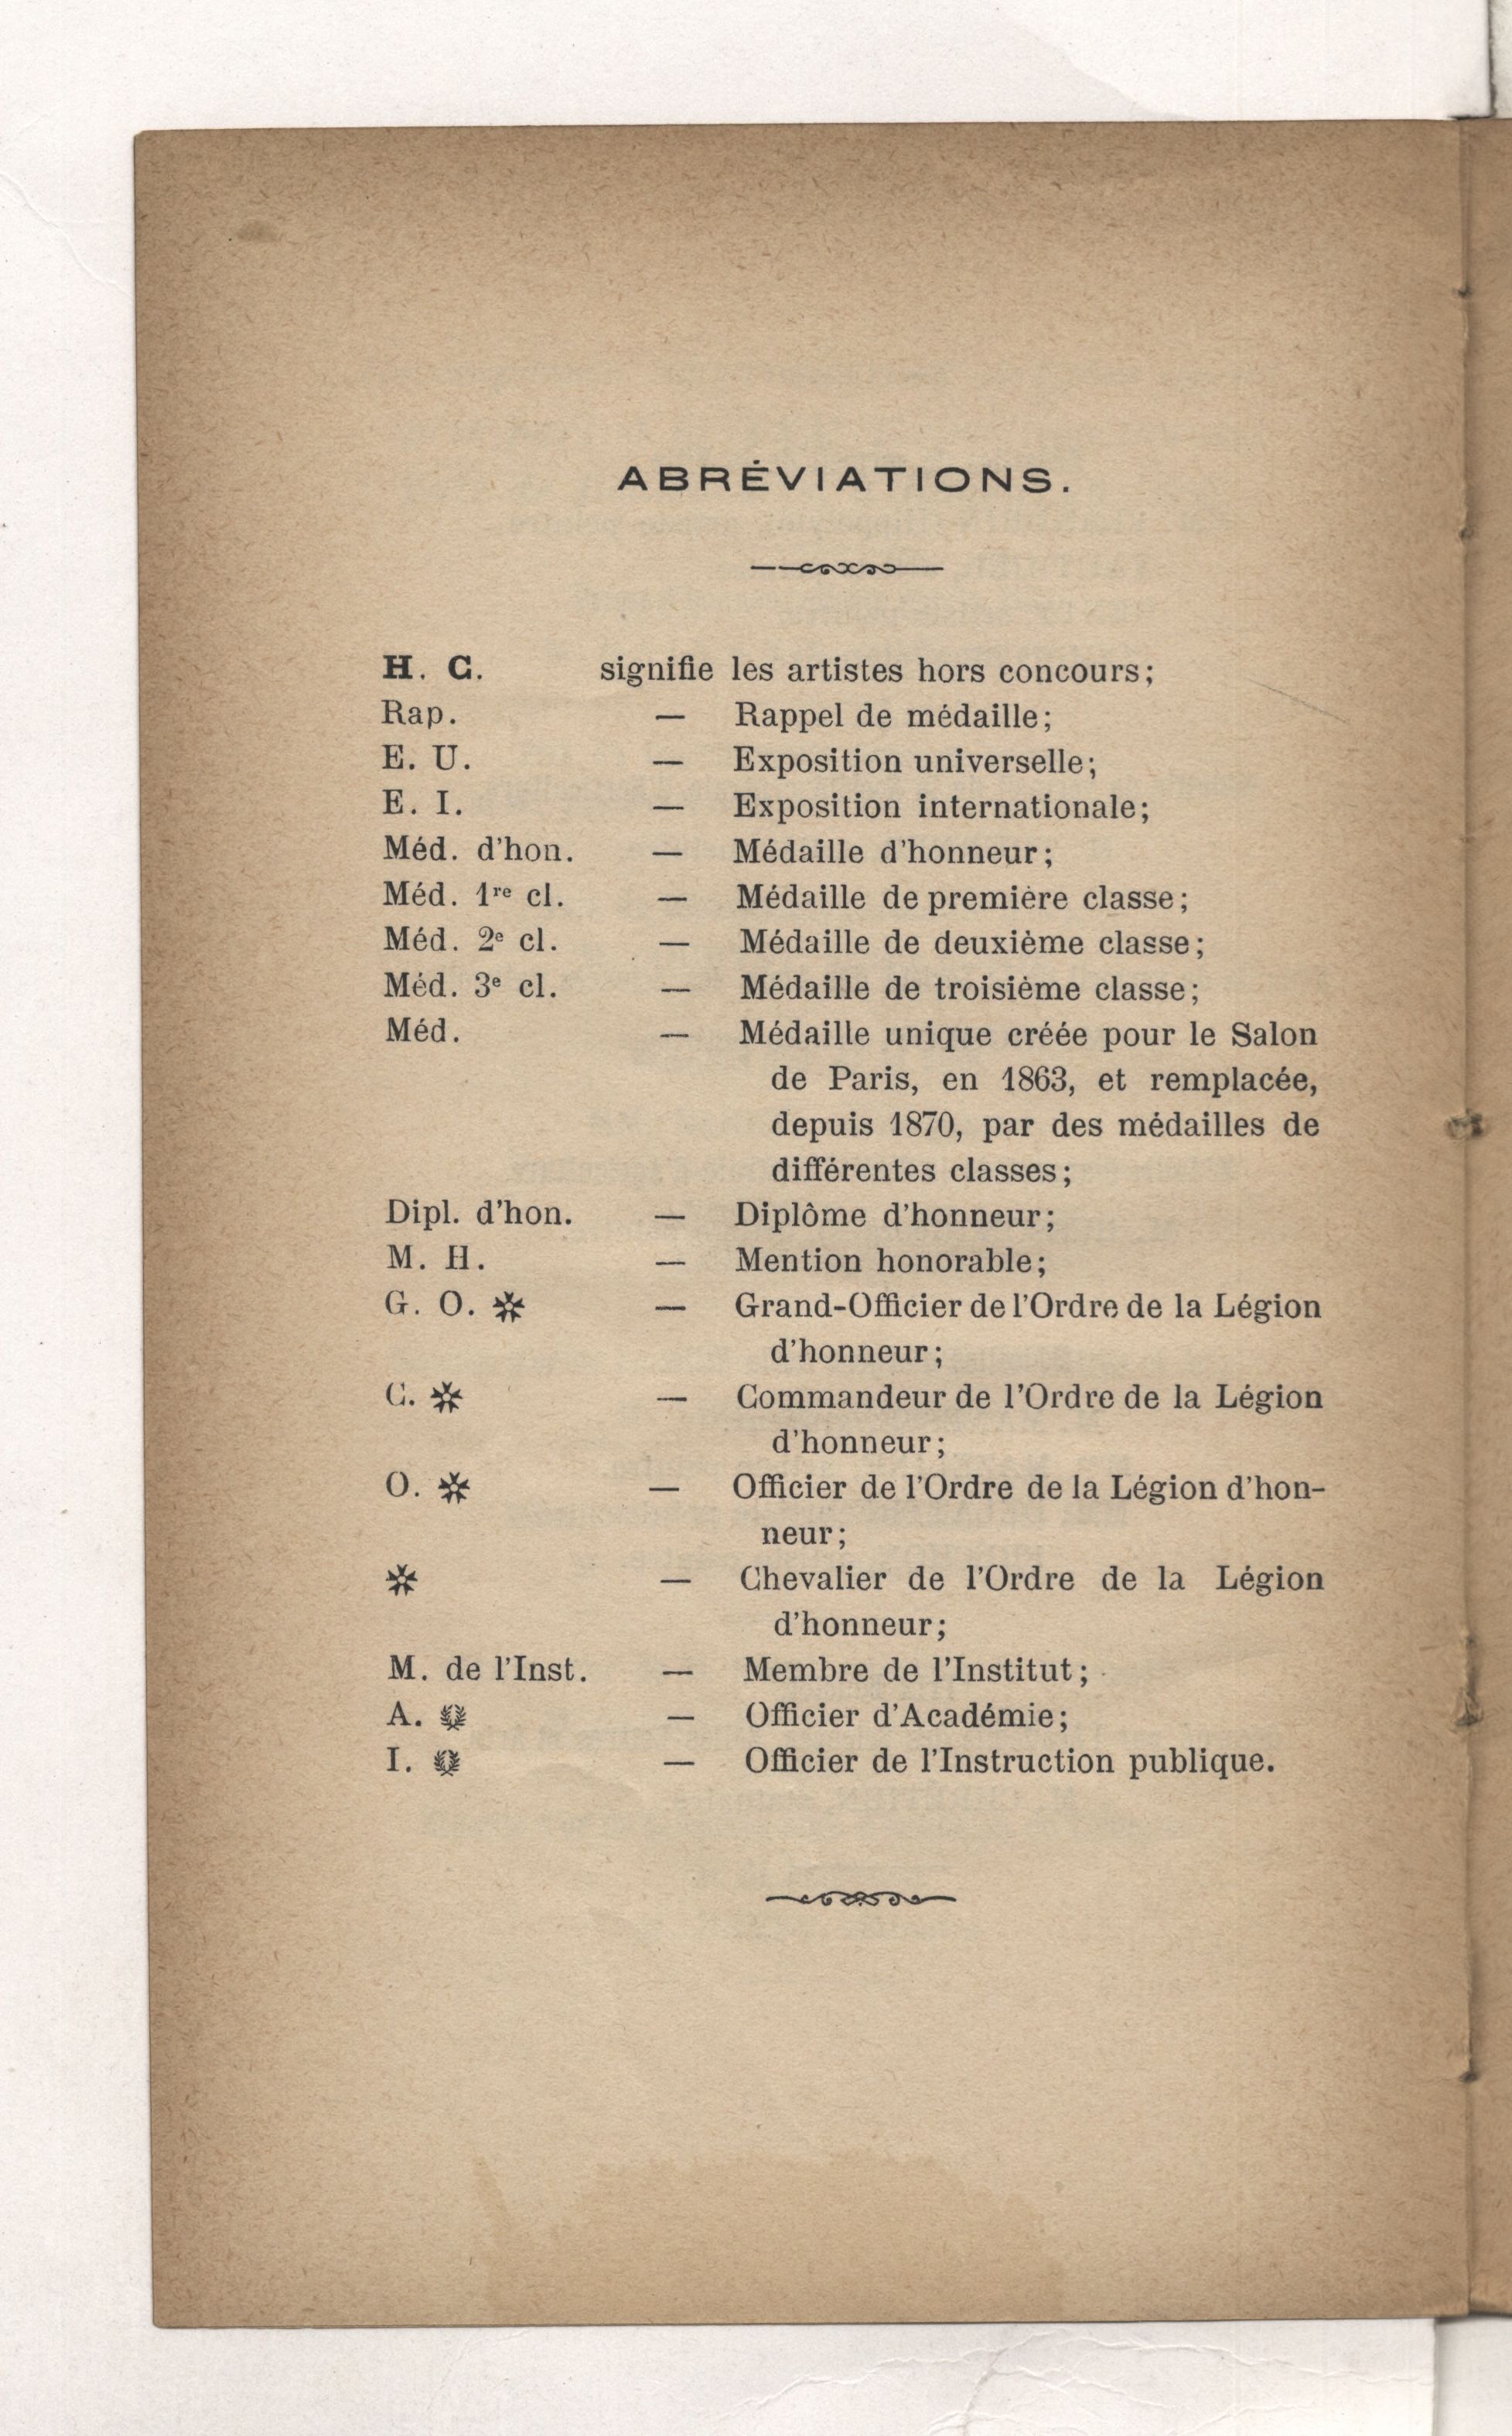 ABRÉVIATIONS.
H. C. signifie les artistes hors concours;
Rap. — Rappel de médaille;
E. U. — Exposition universelle;
E. I. — Exposition internationale;
Méd. d'hon. — Médaille d'honneur;
Méd. 1re cl. — Médaille de première classe;
Méd. 2e cl. — Médaille de deuxième classe;
Méd. 3e cl. — Médaille de troisième classe;
Méd. — Médaille unique créée pour le Salon
de Paris, en 1863, et remplacée,
depuis 1870, par des médailles de
différentes classes;
Dipl. d'hon. — Diplôme d'honneur;
M. H. — Mention honorable;
G. O. ✲ — Grand-Officier de l'Ordre de la Légion
d'honneur;
C. ✲ — Commandeur de l'Ordre de la Légion
d'honneur;
O. ✲ — Officier de l'Ordre de la Légion d'hon-
neur;
✲ — Chevalier de l'Ordre de la Légion
d'honneur;
M. de l'Inst. — Membre de l'Institut;
A. — Officier d'Académie;
I. — Officier de l'Instruction publique.